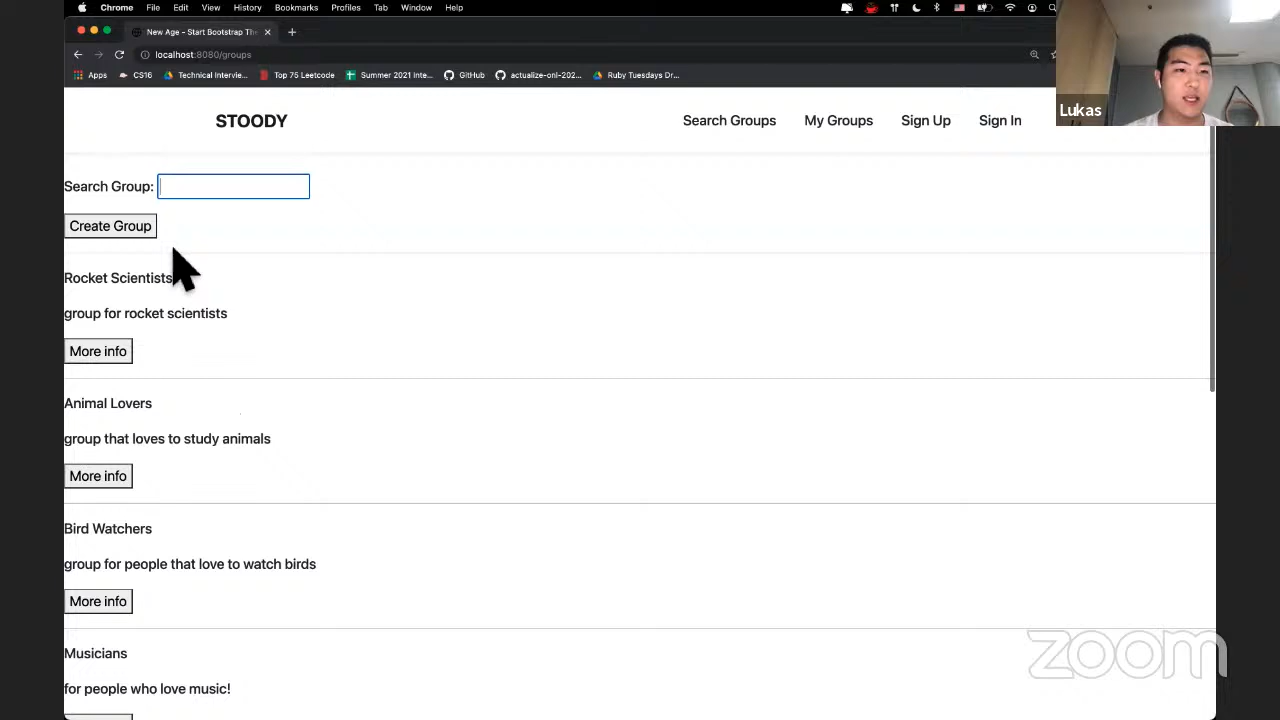 Chrome File Edit View History Bookmarks Profiles Tab Window Help
New Age - Start Bootstrap The
localhost:8080/groups
Apps CS16 Technical Intervie... Top 75 Leetcode Summer 2021 Inte... GitHub actualize-onl-202... Ruby Tuesdays Dr...
Lukas
STOODY Search Groups My Groups Sign Up Sign In
Search Group:
Create Group
Rocket Scientists
group for rocket scientists
More info
Animal Lovers
group that loves to study animals
More info
Bird Watchers
group for people that love to watch birds
More info
Musicians
for people who love music!
zoom